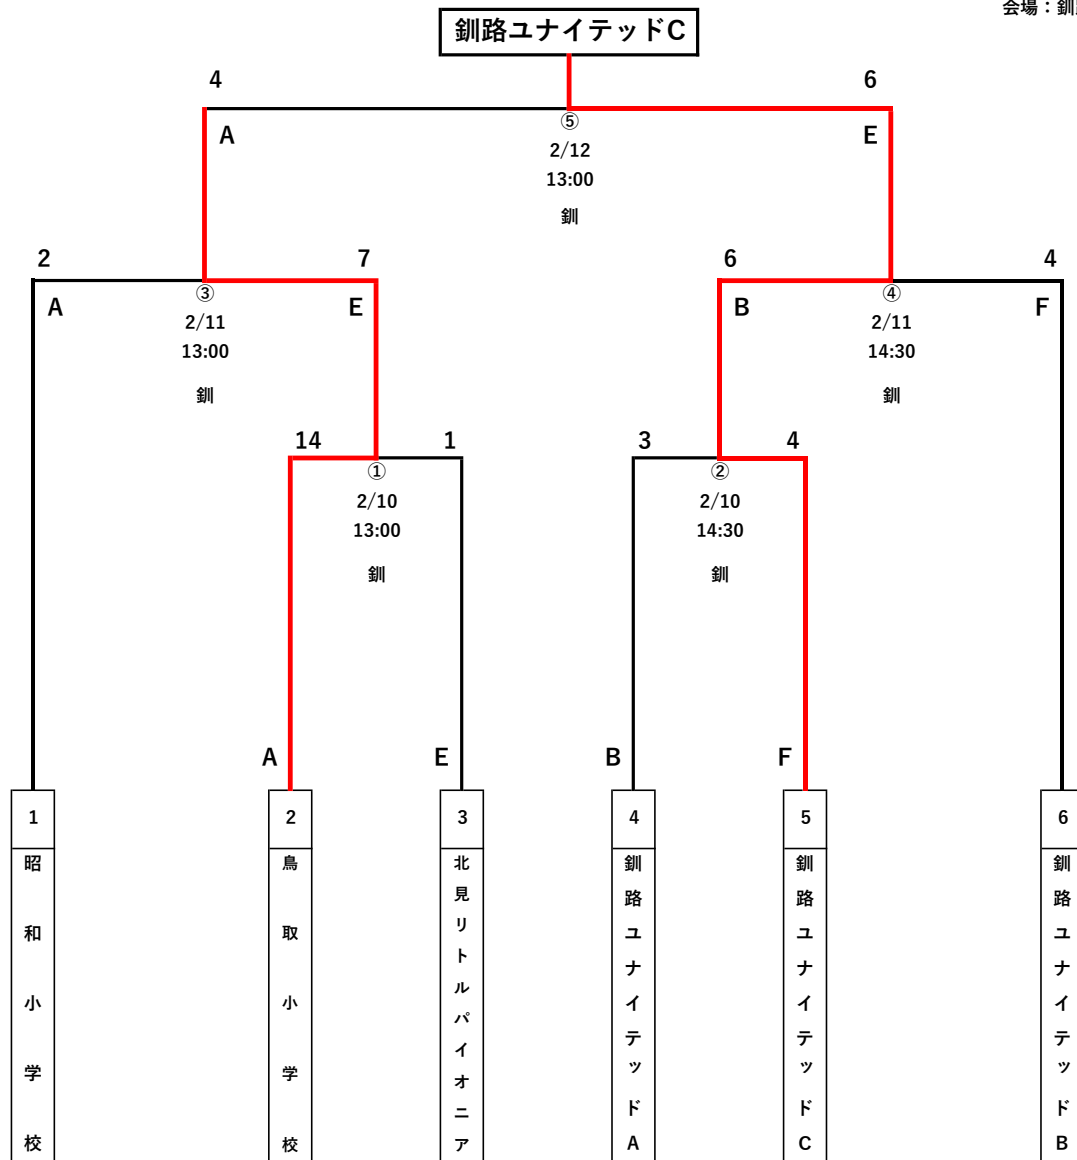 会場：釧
釧路ユナイテッドC
4
6
A
⑤
E
2/12
13:00
釧
2
7
6
4
A
③
E
B
④
F
2/11
13:00
釧
2/11
14:30
釧
14
1
3
4
①
②
2/10
13:00
釧
2/10
14:30
釧
A
E
B
F
1
2
3
4
5
6
昭和小学校
鳥取小学校
北見リトルパイオニア
釧路ユナイテッドA
釧路ユナイテッドC
釧路ユナイテッドB